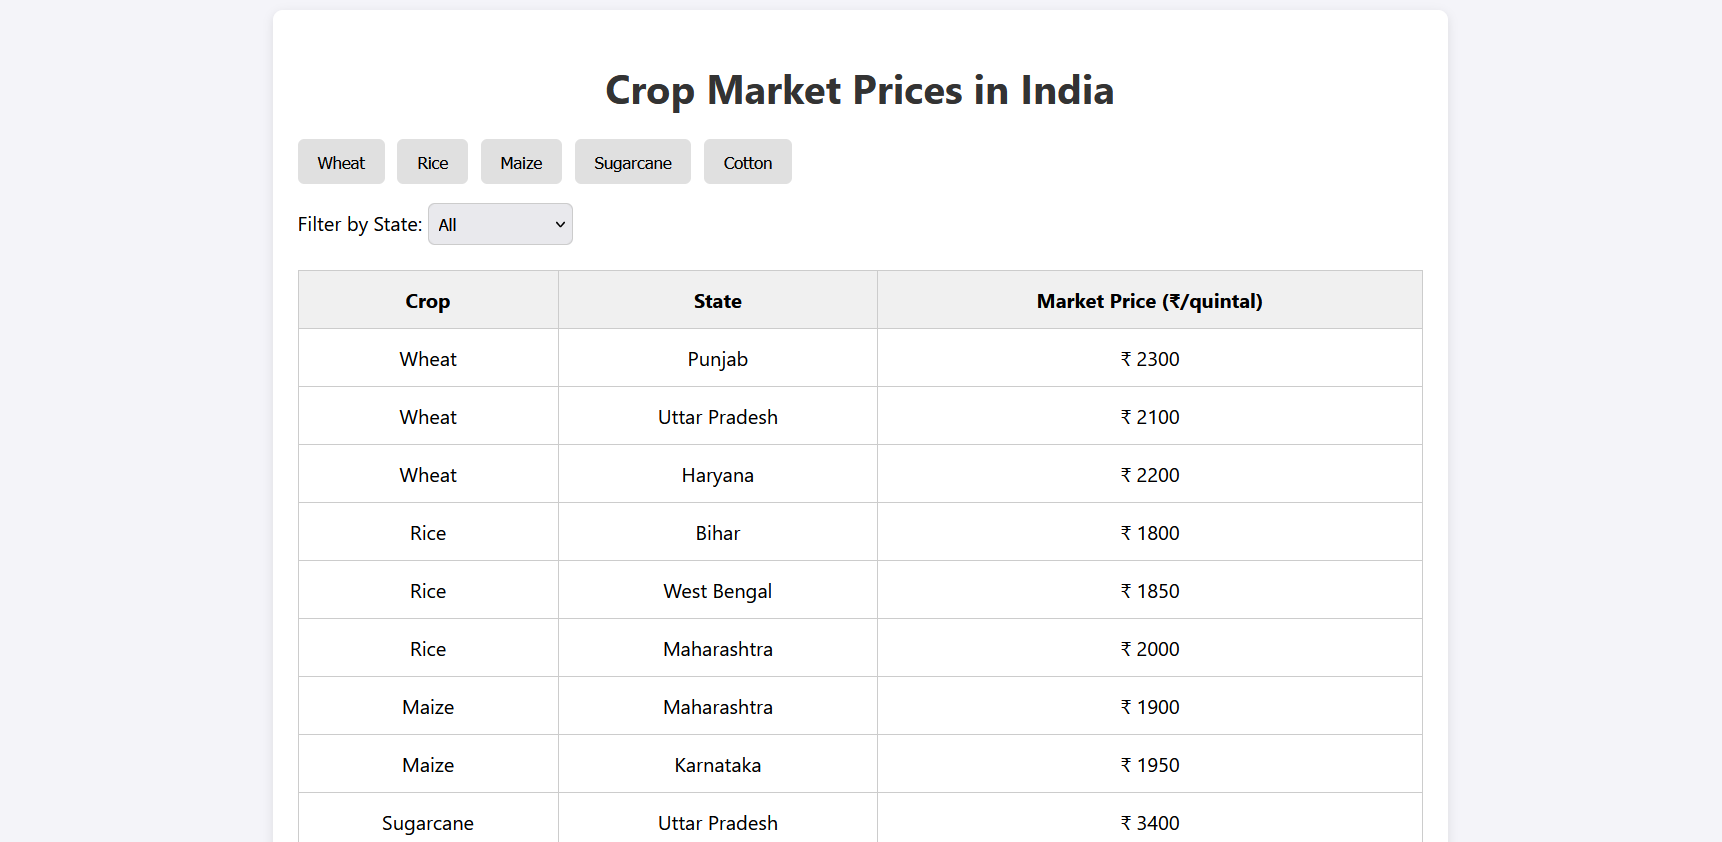 Crop Market Prices in India
Wheat Rice Maize Sugarcane Cotton
Filter by State: All
Crop State Market Price (₹/quintal)
Wheat Punjab ₹ 2300
Wheat Uttar Pradesh ₹ 2100
Wheat Haryana ₹ 2200
Rice Bihar ₹ 1800
Rice West Bengal ₹ 1850
Rice Maharashtra ₹ 2000
Maize Maharashtra ₹ 1900
Maize Karnataka ₹ 1950
Sugarcane Uttar Pradesh ₹ 3400